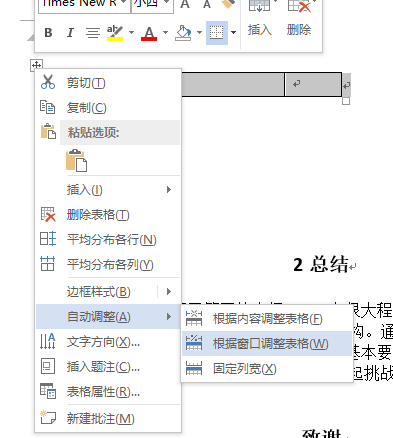 Times New R 小四
B I ab A 插入 删除
剪切(T)
复制(C)
粘贴选项:
插入(I)
删除表格(T)
平均分布各行(N)
2 总结
平均分布各列(Y)
边框样式(B)
根大程
自动调整(A)
根据内容调整表格(F)
构。通
文字方向(X)...
根据窗口调整表格(W)
基本要
插入题注(C)...
固定列宽(X)
起挑战
表格属性(R)...
新建批注(M)
致谢